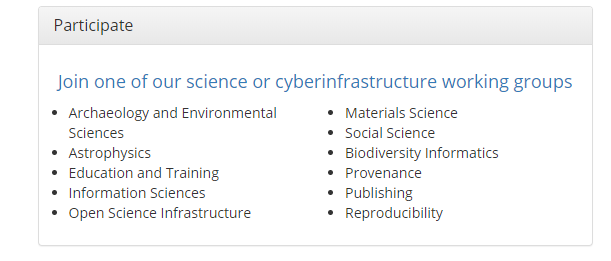 Participate
Join one of our science or cyberinfrastructure working groups
Archaeology and Environmental
Sciences
Astrophysics
Education and Training
Information Sciences
Open Science Infrastructure
Materials Science
Social Science
Biodiversity Informatics
Provenance
Publishing
Reproducibility